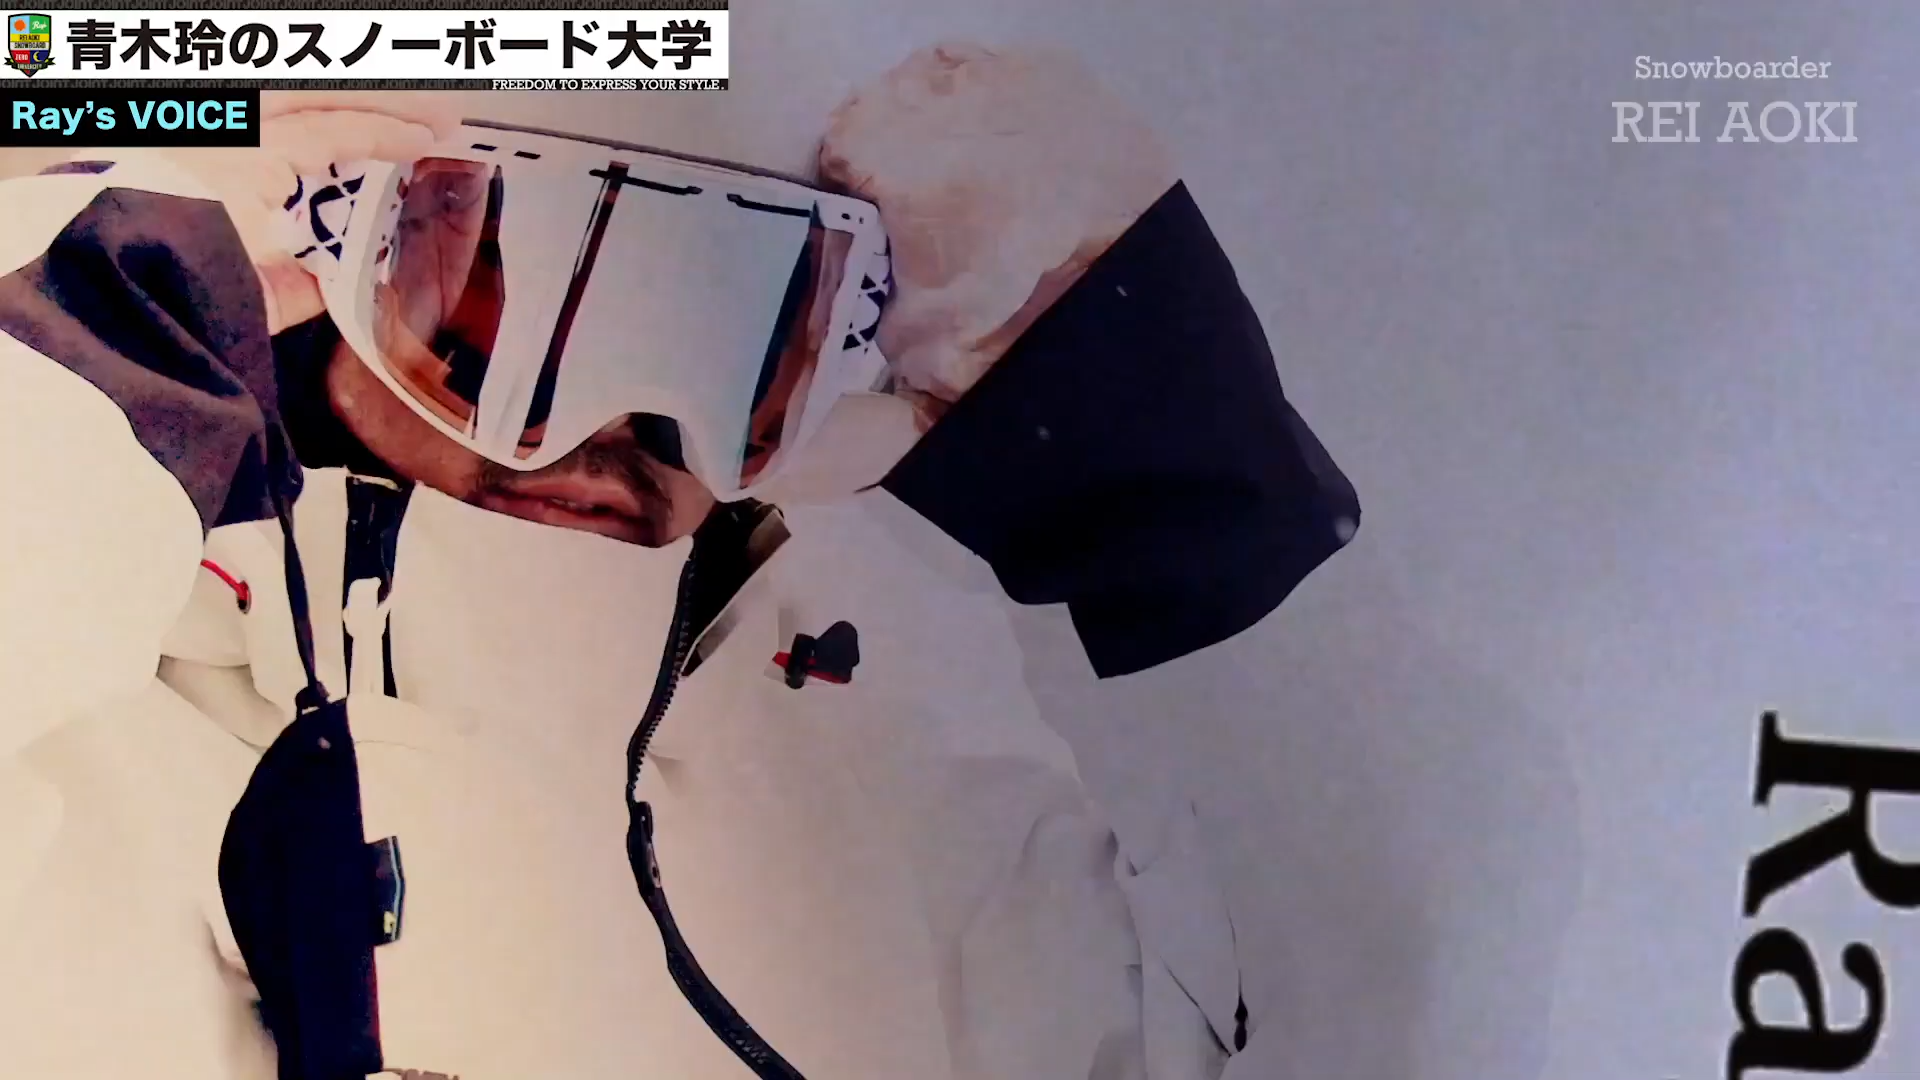 青木玲のスノーボード大学
FREEDOM TO EXPRESS YOUR STYLE.
Ray's VOICE
Snowboarder
REI AOKI
Ra